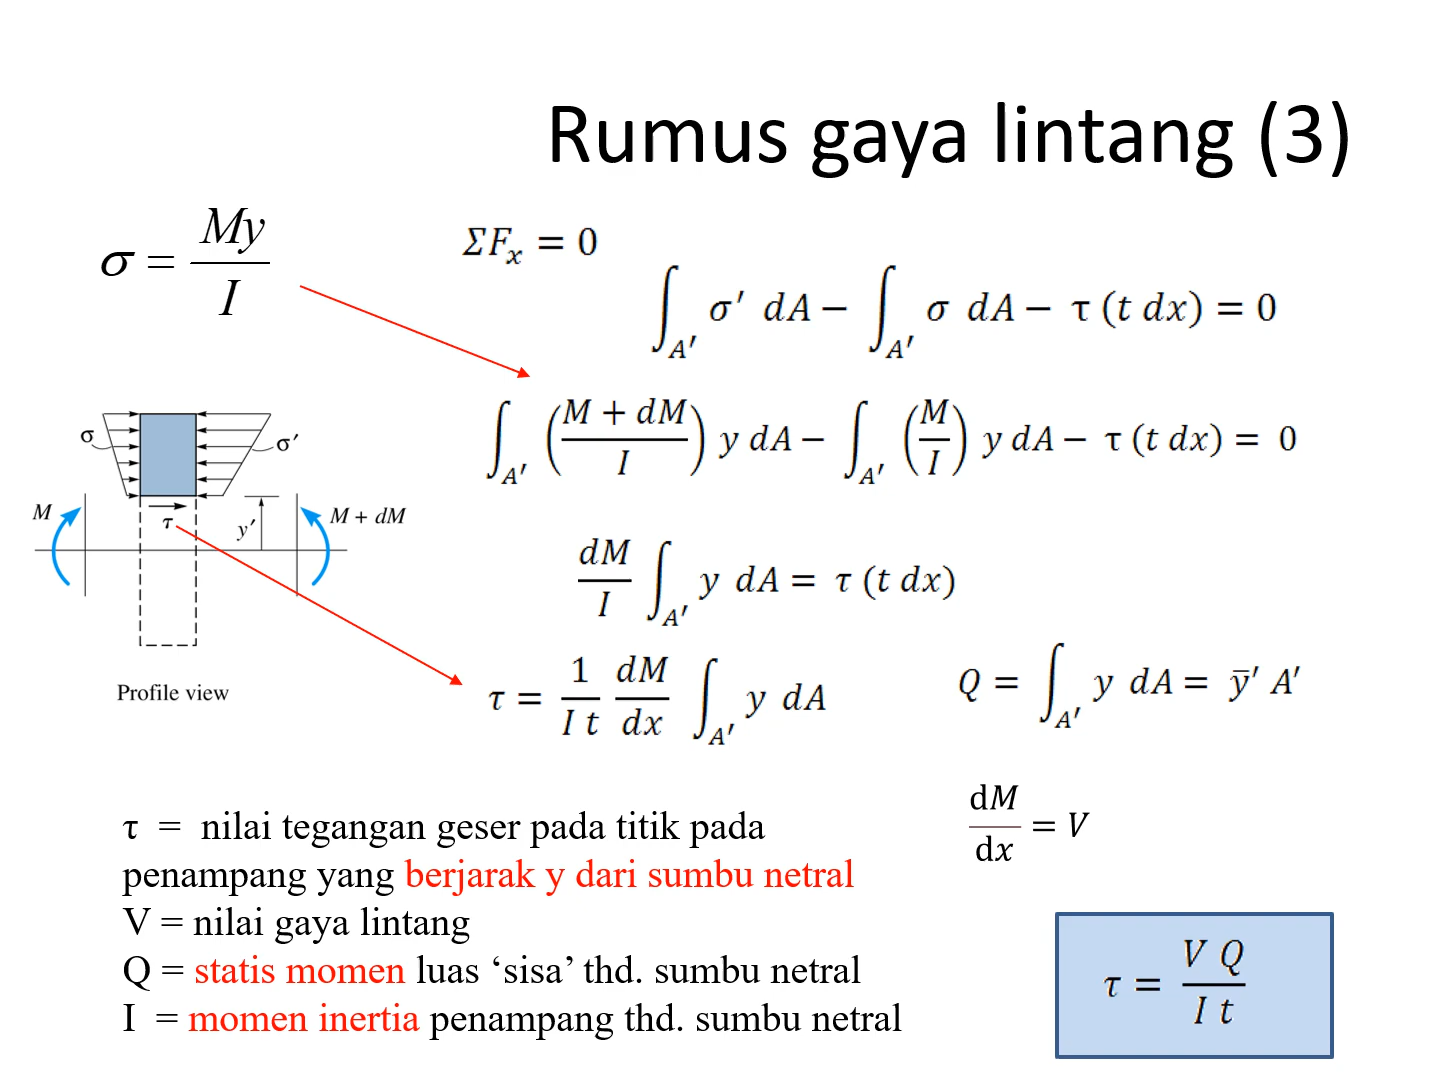 Rumus gaya lintang (3)
σ = My / I
ΣFₓ = 0
∫_A′ σ′ dA − ∫_A′ σ dA − τ (t dx) = 0
∫_A′ ((M + dM) / I) y dA − ∫_A′ (M / I) y dA − τ (t dx) = 0
σ
σ′
M
τ
y′
M + dM
Profile view
dM / I ∫_A′ y dA = τ (t dx)
τ = 1 / (I t) dM / dx ∫_A′ y dA
Q = ∫_A′ y dA = y̅′ A′
dM / dx = V
τ = nilai tegangan geser pada titik pada
penampang yang berjarak y dari sumbu netral
V = nilai gaya lintang
Q = statis momen luas ‘sisa’ thd. sumbu netral
I = momen inertia penampang thd. sumbu netral
τ = V Q / I t